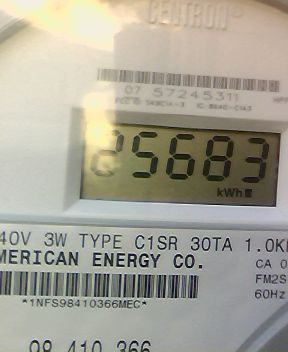 CENTRON®
07 57245311
25683
kWh
40V 3W TYPE C1SR 30TA 1.0K
MERICAN ENERGY CO.
CA 0
FM2S
60Hz
*1NFS98410366MEC*
98 410 366